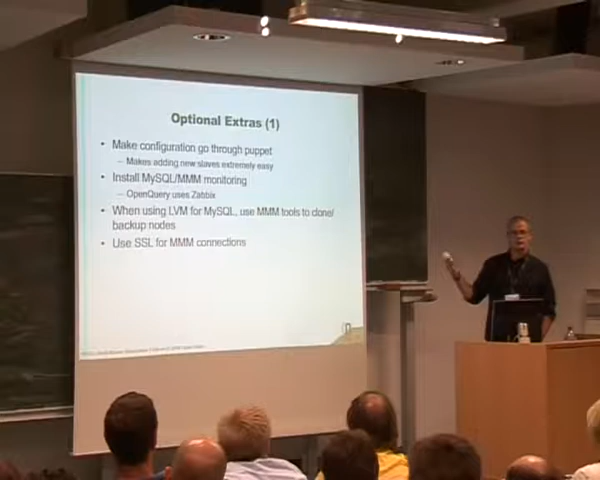 Optional Extras (1)
• Make configuration go through puppet
– Makes adding new slaves extremely easy
• Install MySQL/MMM monitoring
– OpenQuery uses Zabbix
• When using LVM for MySQL, use MMM tools to clone/
backup nodes
• Use SSL for MMM connections